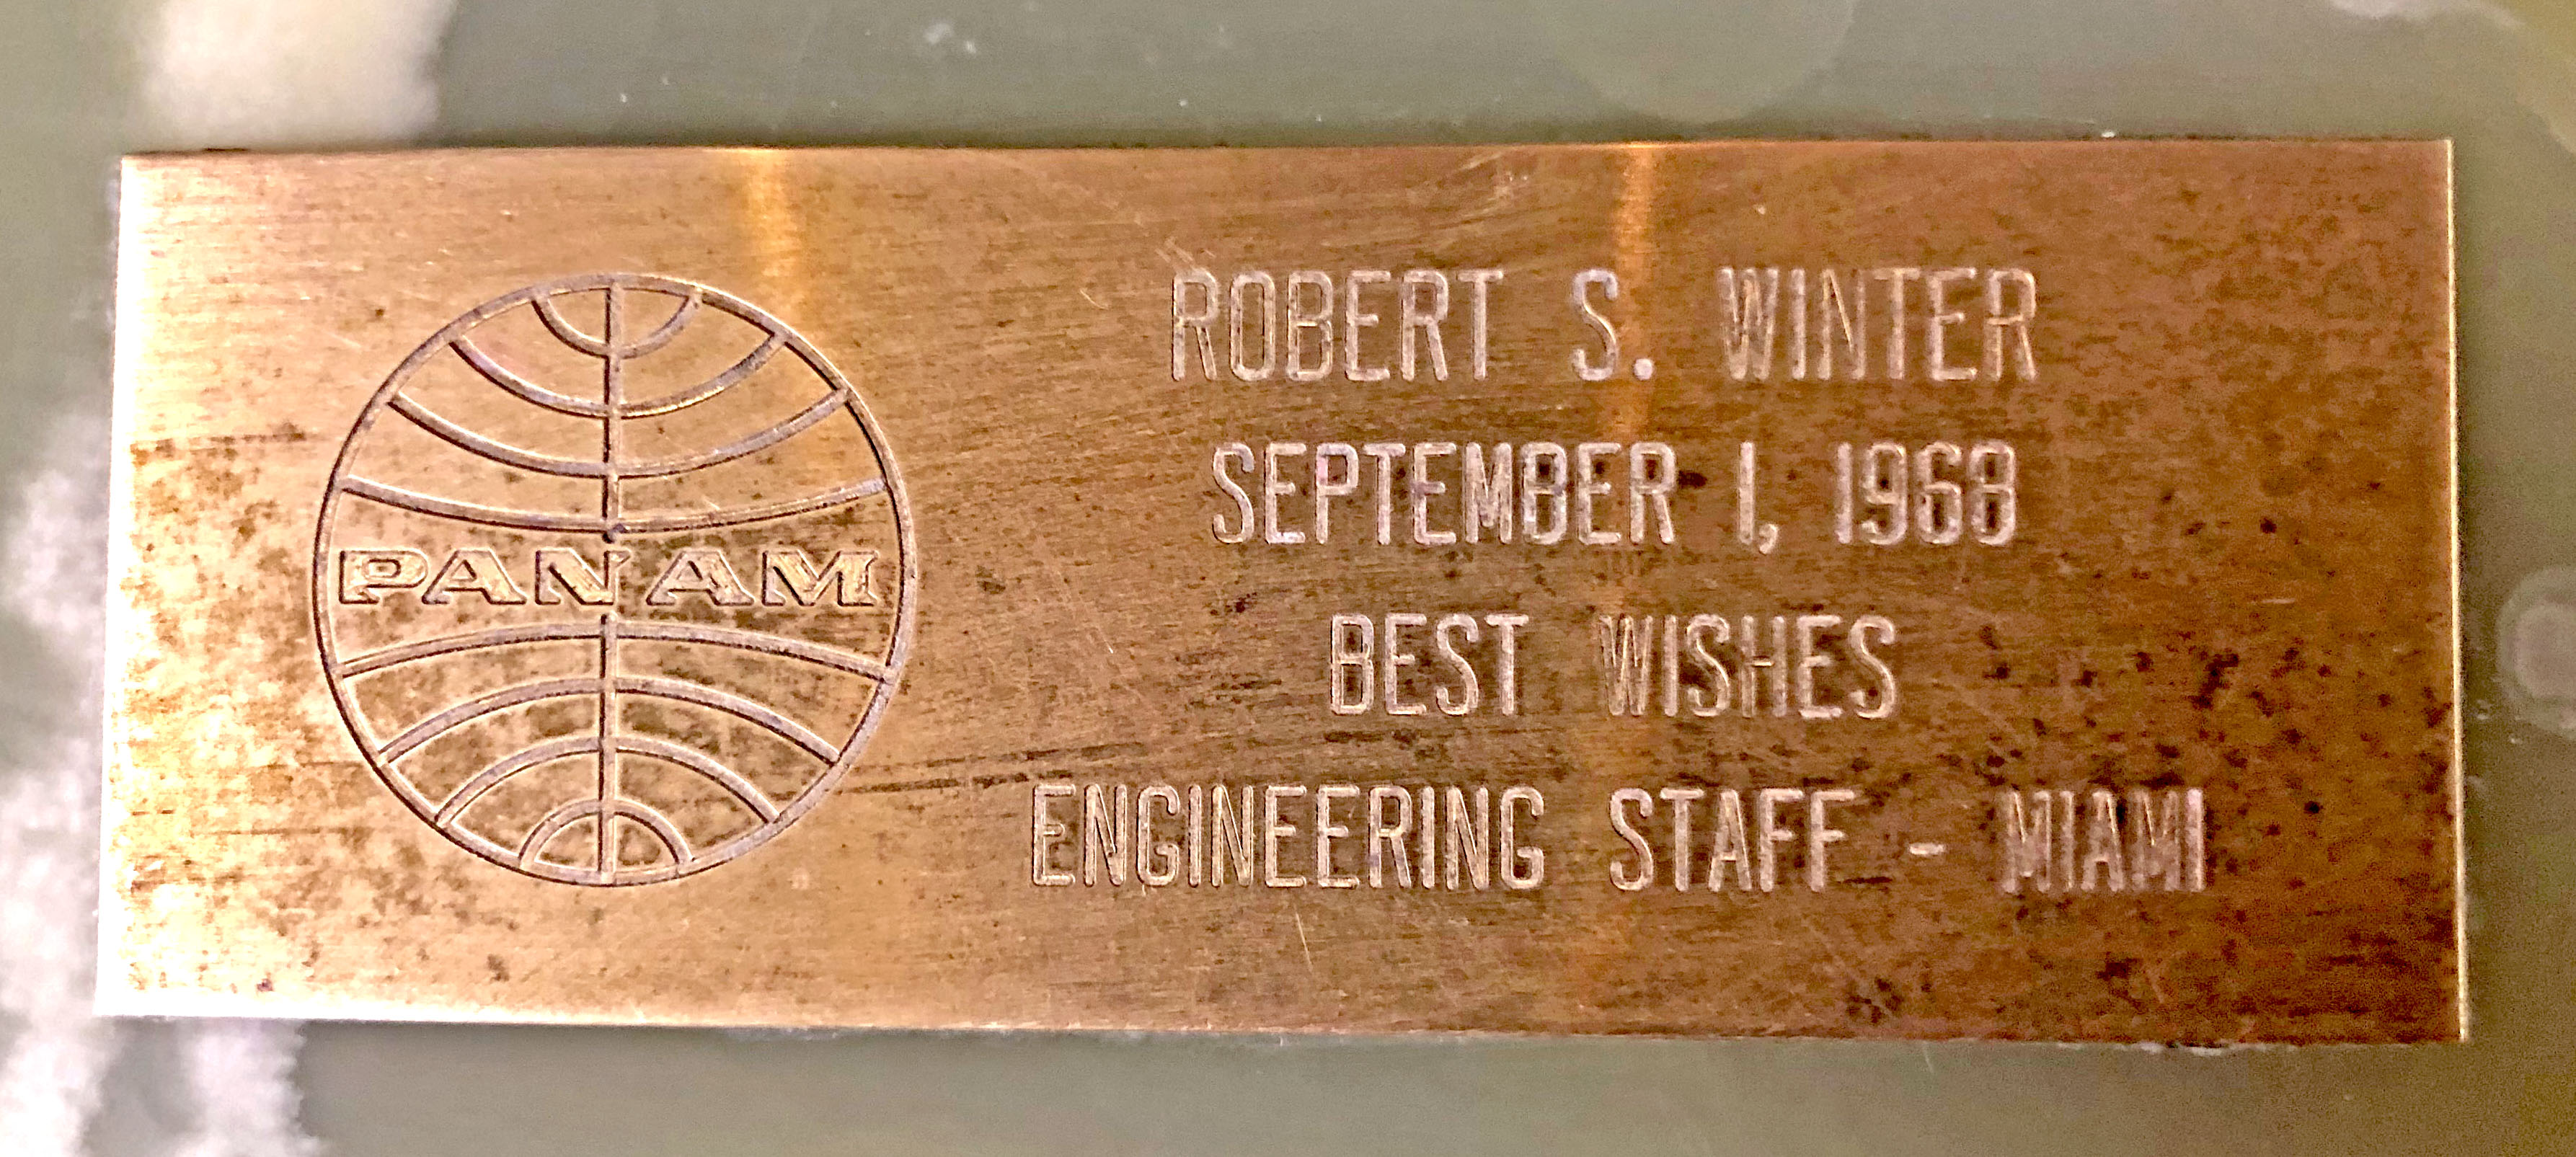 PAN AM
ROBERT S. WINTER
SEPTEMBER 1, 1968
BEST WISHES
ENGINEERING STAFF - MIAMI